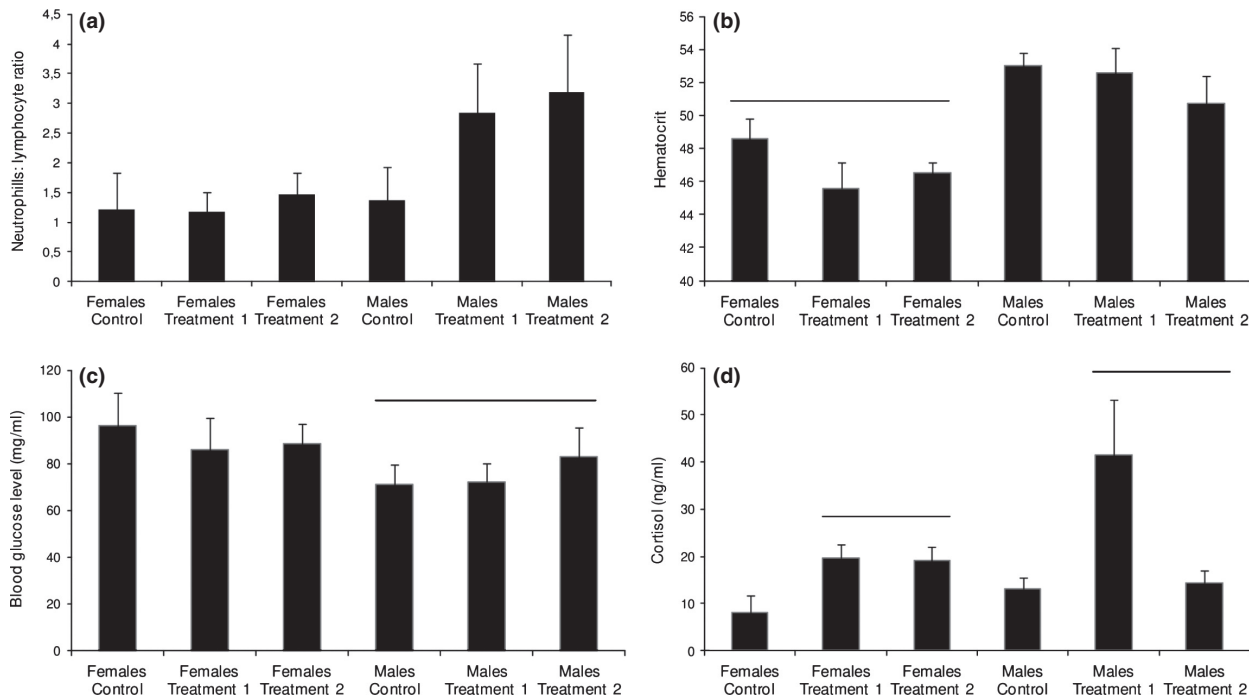 (a)
Neutrophills: lymphocyte ratio
4,5
4
3,5
3
2,5
2
1,5
1
0,5
0
Females Control
Females Treatment 1
Females Treatment 2
Males Control
Males Treatment 1
Males Treatment 2
(b)
Hematocrit
56
54
52
50
48
46
44
42
40
Females Control
Females Treatment 1
Females Treatment 2
Males Control
Males Treatment 1
Males Treatment 2
(c)
Blood glucose level (mg/ml)
120
100
80
60
40
20
0
Females Control
Females Treatment 1
Females Treatment 2
Males Control
Males Treatment 1
Males Treatment 2
(d)
Cortisol (ng/ml)
60
50
40
30
20
10
0
Females Control
Females Treatment 1
Females Treatment 2
Males Control
Males Treatment 1
Males Treatment 2